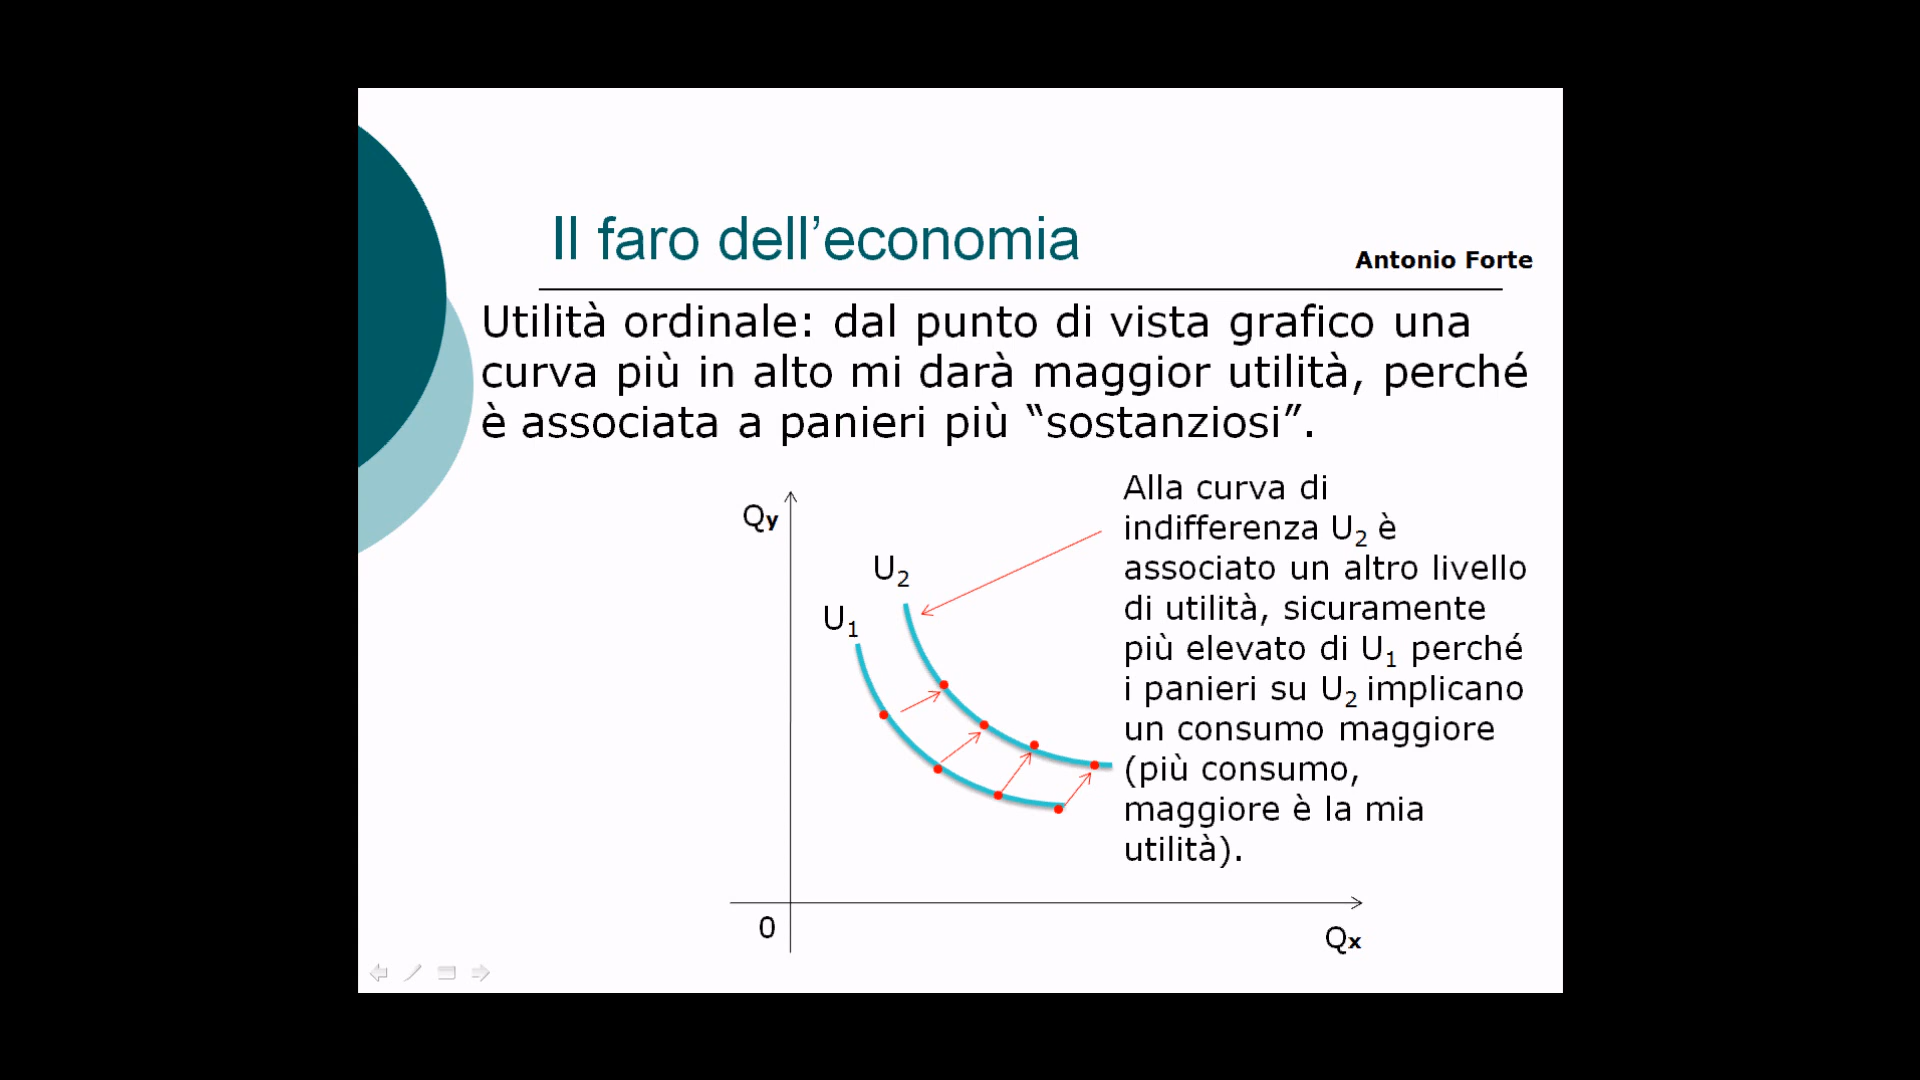 Il faro dell’economia
Antonio Forte
Utilità ordinale: dal punto di vista grafico una
curva più in alto mi darà maggior utilità, perché
è associata a panieri più “sostanziosi”.
Alla curva di
indifferenza U2 è
associato un altro livello
di utilità, sicuramente
più elevato di U1 perché
i panieri su U2 implicano
un consumo maggiore
(più consumo,
maggiore è la mia
utilità).
Qy
U2
U1
0
Qx